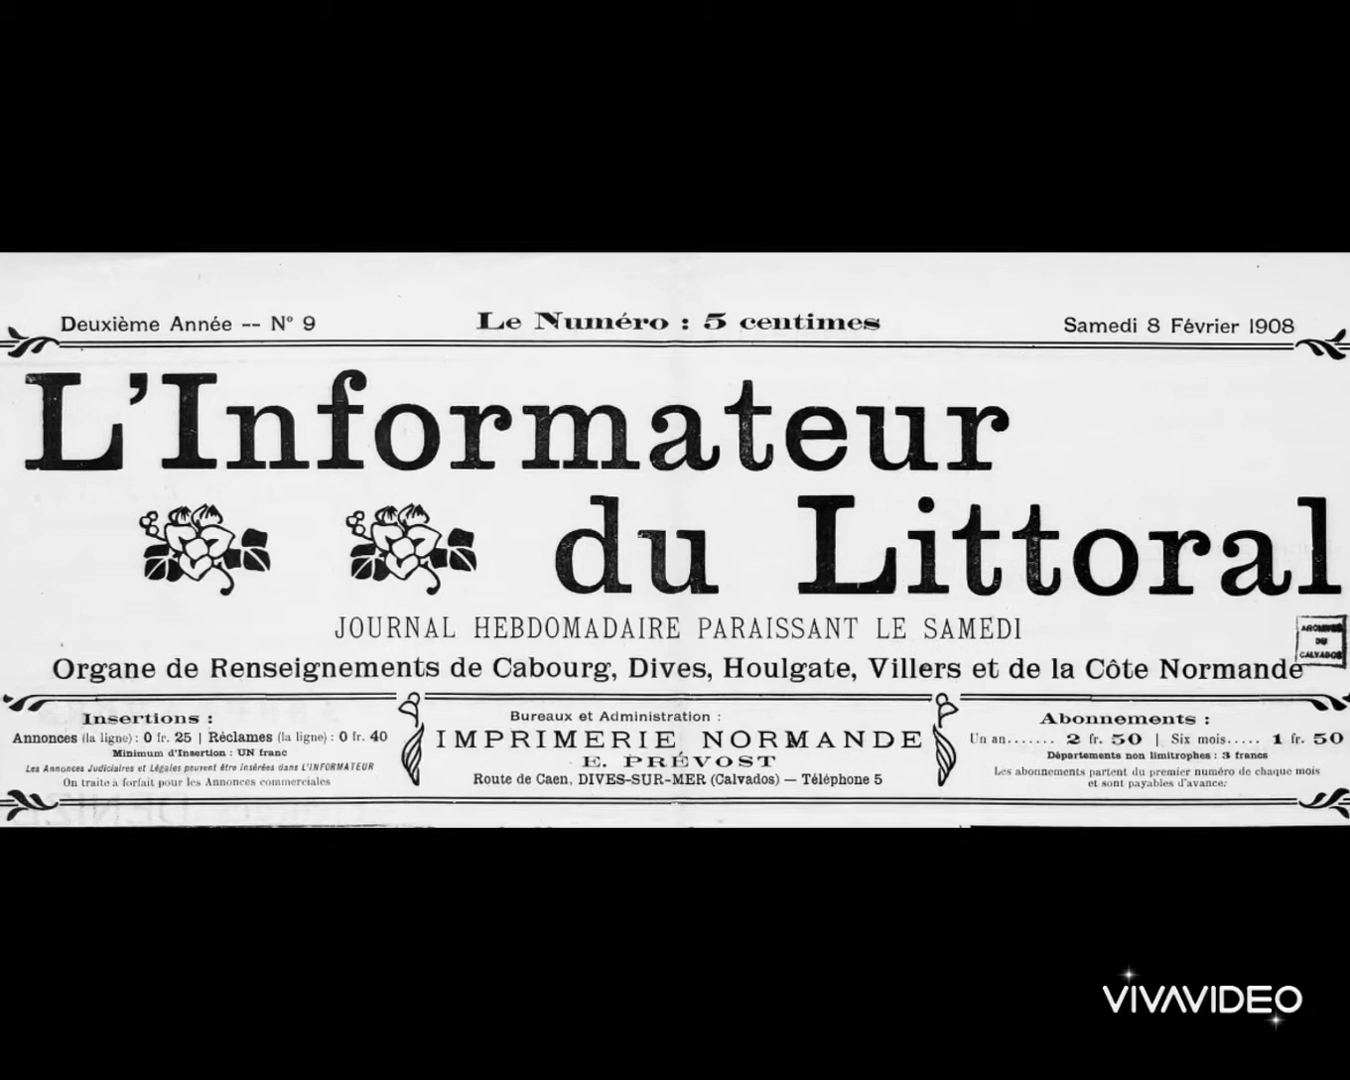 Deuxième Année -- N° 9
Le Numéro : 5 centimes
Samedi 8 Février 1908
L'Informateur
du Littoral
JOURNAL HEBDOMADAIRE PARAISSANT LE SAMEDI
ARCHIVES
DU
CALVADOS
Organe de Renseignements de Cabourg, Dives, Houlgate, Villers et de la Côte Normande
Insertions :
Annonces (la ligne) : 0 fr. 25 | Réclames (la ligne) : 0 fr. 40
Minimum d'Insertion : UN franc
Les Annonces Judiciaires et Légales peuvent être insérées dans L'INFORMATEUR
On traite à forfait pour les Annonces commerciales
Bureaux et Administration :
IMPRIMERIE NORMANDE
E. PRÉVOST
Route de Caen, DIVES-SUR-MER (Calvados) — Téléphone 5
Abonnements :
Un an....... 2 fr. 50 | Six mois..... 1 fr. 50
Départements non limitrophes : 3 francs
Les abonnements partent du premier numéro de chaque mois
et sont payables d'avance.
VIVAVIDEO